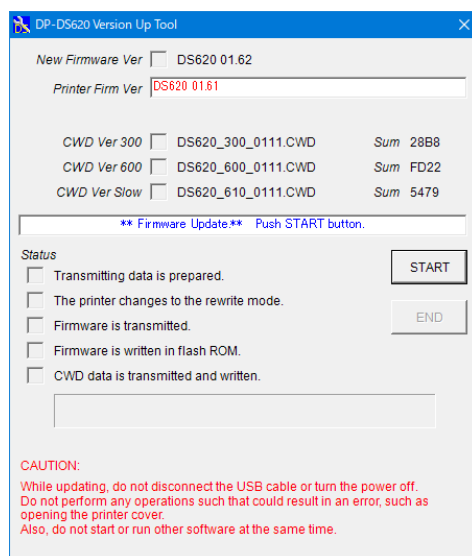 DP-DS620 Version Up Tool
New Firmware Ver DS620 01.62
Printer Firm Ver DS620 01.61
CWD Ver 300 DS620_300_0111.CWD Sum 28B8
CWD Ver 600 DS620_600_0111.CWD Sum FD22
CWD Ver Slow DS620_610_0111.CWD Sum 5479
** Firmware Update.** Push START button.
Status
START
Transmitting data is prepared.
The printer changes to the rewrite mode.
END
Firmware is transmitted.
Firmware is written in flash ROM.
CWD data is transmitted and written.
CAUTION:
While updating, do not disconnect the USB cable or turn the power off.
Do not perform any operations such that could result in an error, such as
opening the printer cover.
Also, do not start or run other software at the same time.